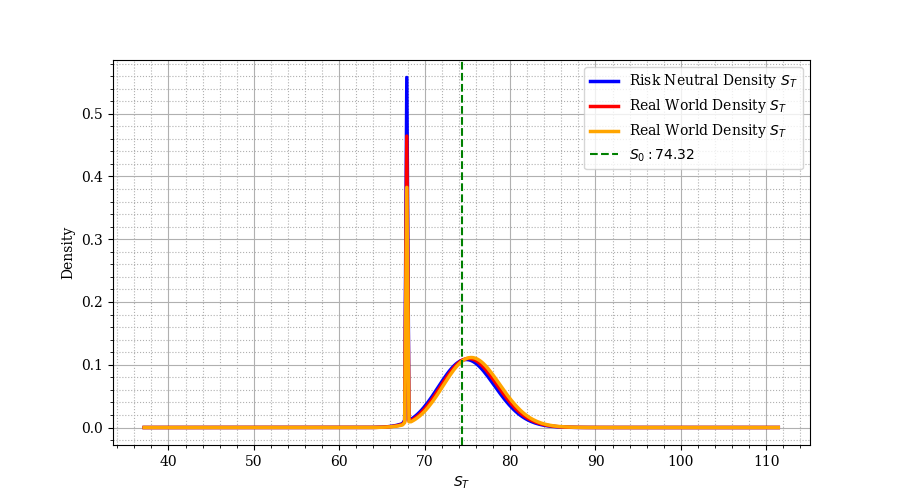 Risk Neutral Density S_T
Real World Density S_T
Real World Density S_T
S_0 : 74.32
0.5
0.4
0.3
0.2
0.1
0.0
Density
40 50 60 70 80 90 100 110
S_T